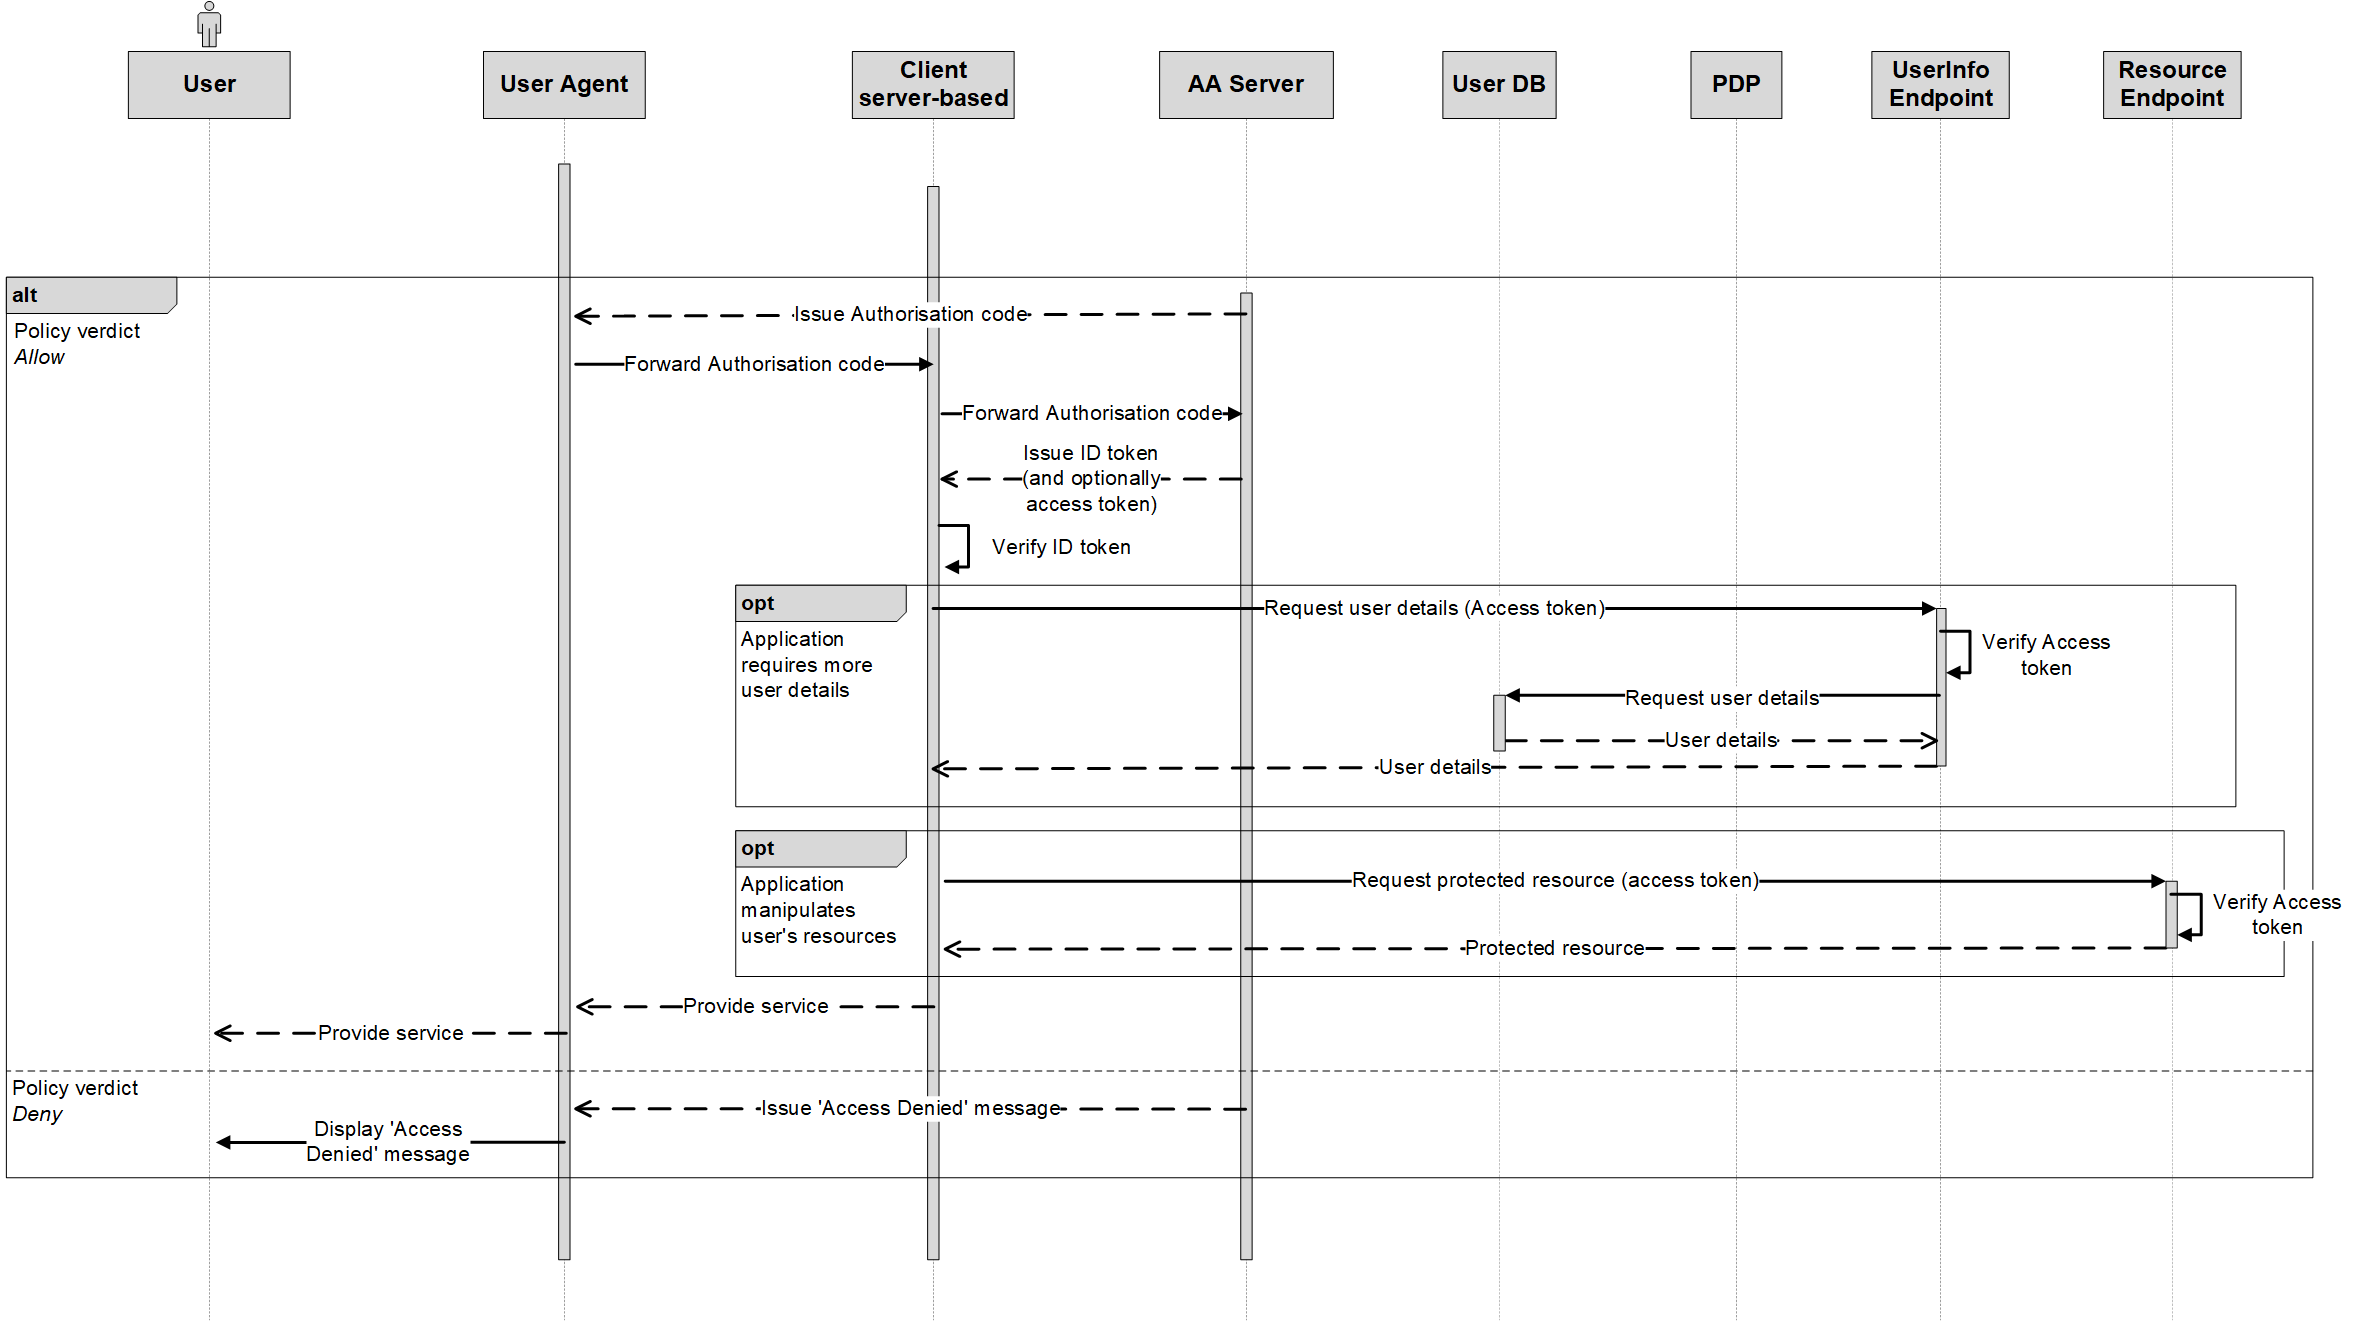 User
User Agent
Client
server-based
AA Server
User DB
PDP
UserInfo
Endpoint
Resource
Endpoint
alt
Policy verdict
Allow
Issue Authorisation code
Forward Authorisation code
Forward Authorisation code
Issue ID token
(and optionally
access token)
Verify ID token
opt
Application
requires more
user details
Request user details (Access token)
Verify Access
token
Request user details
User details
User details
opt
Application
manipulates
user's resources
Request protected resource (access token)
Verify Access
token
Protected resource
Provide service
Provide service
Policy verdict
Deny
Issue 'Access Denied' message
Display 'Access
Denied' message